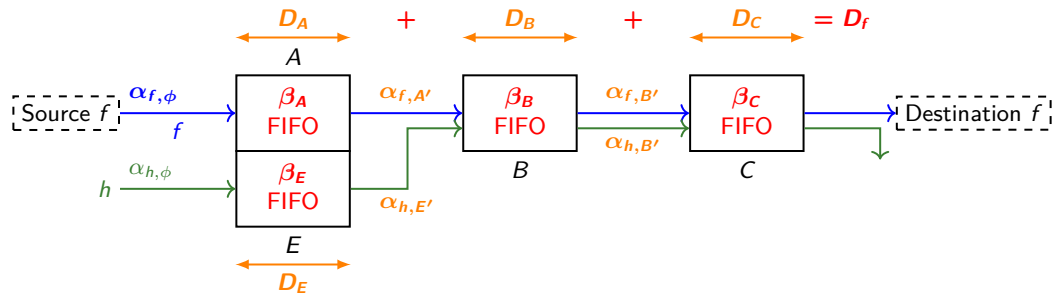 D_A + D_B + D_C = D_f
A
Source f
α_{f,ϕ}
f
β_A
FIFO
α_{f,A′}
β_B
FIFO
α_{f,B′}
β_C
FIFO
Destination f
h
α_{h,ϕ}
β_E
FIFO
α_{h,E′}
B
α_{h,B′}
C
E
D_E